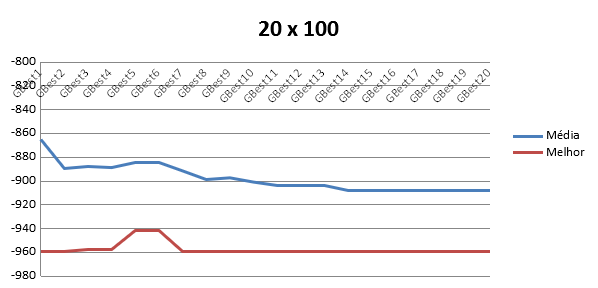 20 x 100
-800
-820
-840
-860
-880
-900
-920
-940
-960
-980
GBest1
GBest2
GBest3
GBest4
GBest5
GBest6
GBest7
GBest8
GBest9
GBest10
GBest11
GBest12
GBest13
GBest14
GBest15
GBest16
GBest17
GBest18
GBest19
GBest20
Média
Melhor